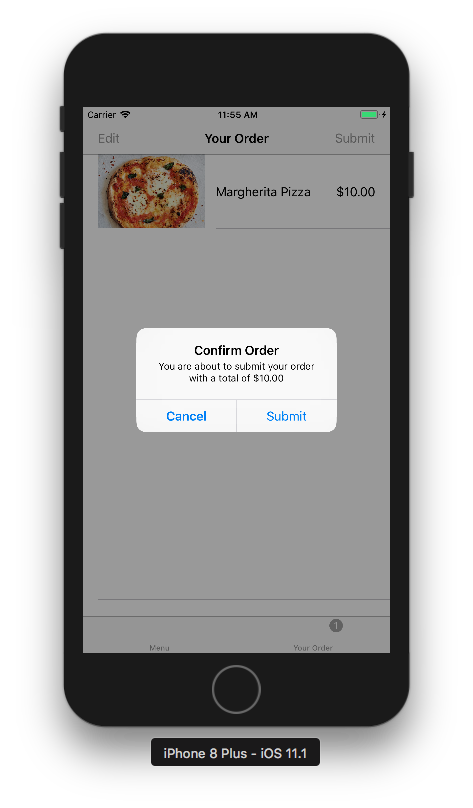 Carrier 11:55 AM
Edit Your Order Submit
Margherita Pizza $10.00
Confirm Order
You are about to submit your order
with a total of $10.00
Cancel Submit
1
Menu Your Order
iPhone 8 Plus - iOS 11.1